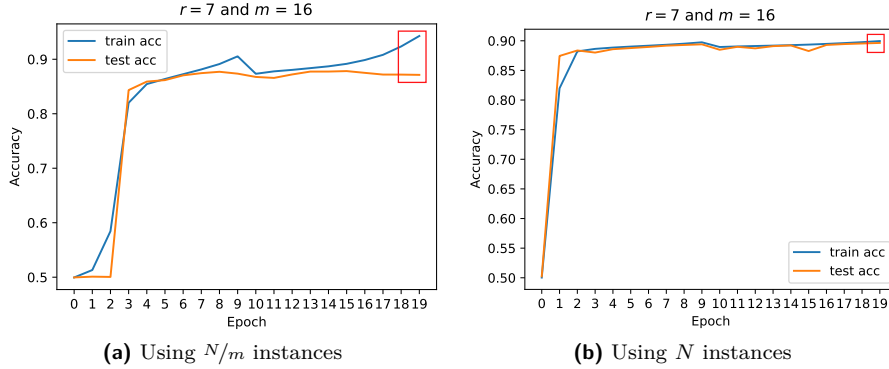 r = 7 and m = 16
train acc
test acc
0.9
0.8
0.7
0.6
0.5
Accuracy
0 1 2 3 4 5 6 7 8 9 10 11 12 13 14 15 16 17 18 19
Epoch
(a) Using N/m instances
r = 7 and m = 16
0.90
0.85
0.80
0.75
0.70
0.65
0.60
0.55
0.50
Accuracy
train acc
test acc
0 1 2 3 4 5 6 7 8 9 10 11 12 13 14 15 16 17 18 19
Epoch
(b) Using N instances